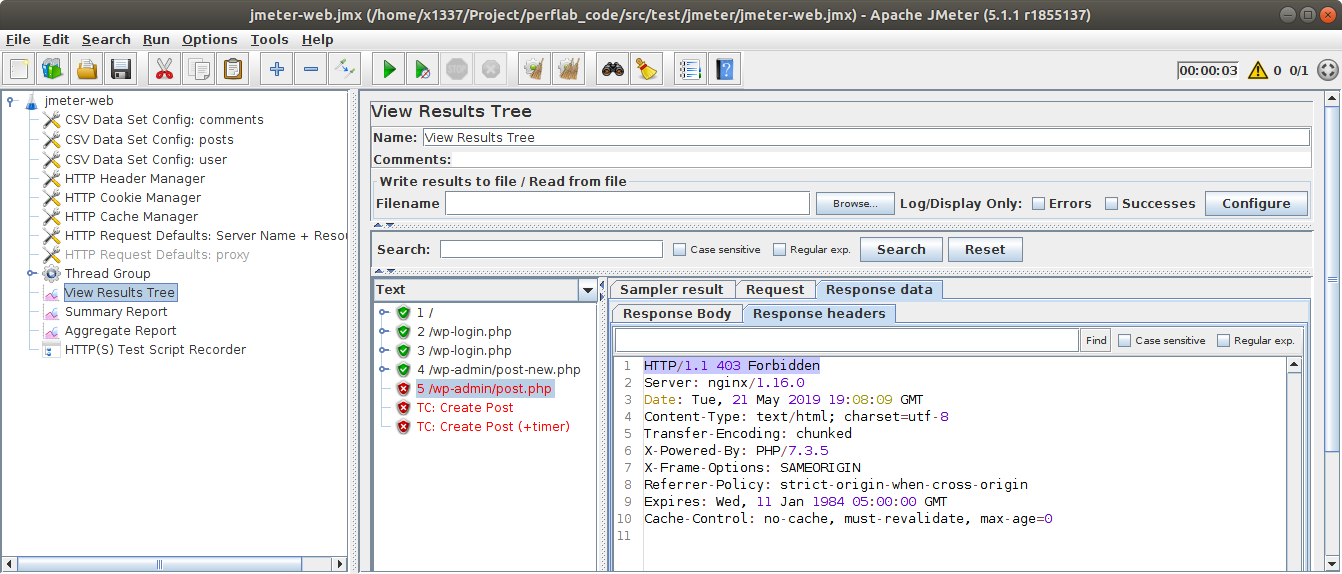 jmeter-web.jmx (/home/x1337/Project/perflab_code/src/test/jmeter/jmeter-web.jmx) - Apache JMeter (5.1.1 r1855137)
File Edit Search Run Options Tools Help
00:00:03 0 0/1
jmeter-web
CSV Data Set Config: comments
CSV Data Set Config: posts
CSV Data Set Config: user
HTTP Header Manager
HTTP Cookie Manager
HTTP Cache Manager
HTTP Request Defaults: Server Name + Resou
HTTP Request Defaults: proxy
Thread Group
View Results Tree
Summary Report
Aggregate Report
HTTP(S) Test Script Recorder
View Results Tree
Name: View Results Tree
Comments:
Write results to file / Read from file
Filename Browse... Log/Display Only: Errors Successes Configure
Search: Case sensitive Regular exp. Search Reset
Text
1 /
2 /wp-login.php
3 /wp-login.php
4 /wp-admin/post-new.php
5 /wp-admin/post.php
TC: Create Post
TC: Create Post (+timer)
Sampler result Request Response data
Response Body Response headers
Find Case sensitive Regular exp.
1 HTTP/1.1 403 Forbidden
2 Server: nginx/1.16.0
3 Date: Tue, 21 May 2019 19:08:09 GMT
4 Content-Type: text/html; charset=utf-8
5 Transfer-Encoding: chunked
6 X-Powered-By: PHP/7.3.5
7 X-Frame-Options: SAMEORIGIN
8 Referrer-Policy: strict-origin-when-cross-origin
9 Expires: Wed, 11 Jan 1984 05:00:00 GMT
10 Cache-Control: no-cache, must-revalidate, max-age=0
11